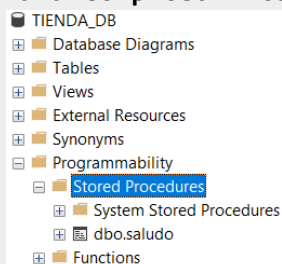 TIENDA_DB
Database Diagrams
Tables
Views
External Resources
Synonyms
Programmability
Stored Procedures
System Stored Procedures
dbo.saludo
Functions